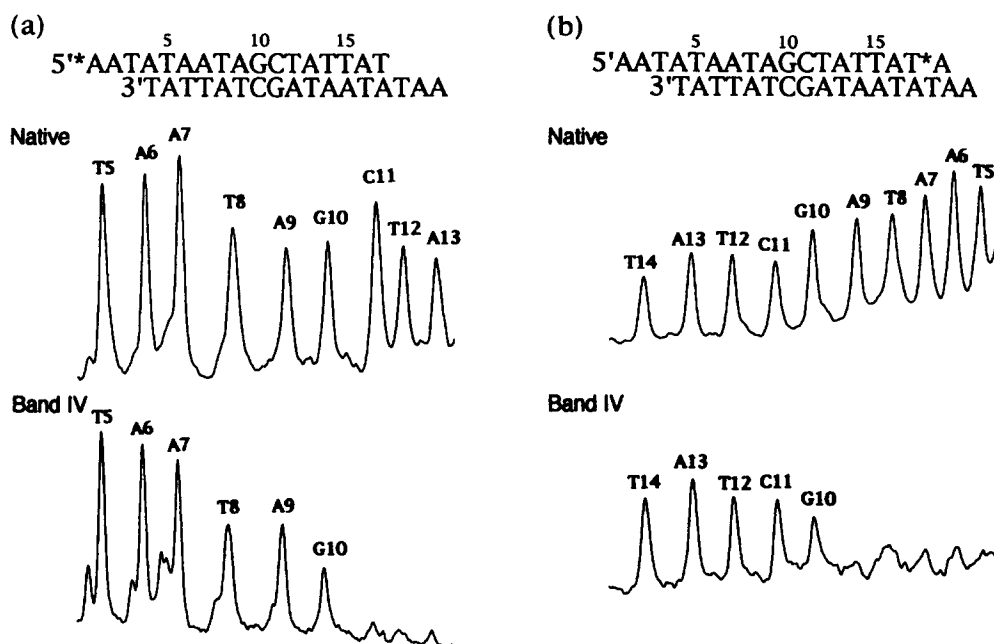 (a)
5 10 15
5'*AATATAATAGCTATTAT
3'TATTATCGATAATATAA
Native
T5 A6 A7 T8 A9 G10 C11 T12 A13
Band IV
T5 A6 A7 T8 A9 G10
(b)
5 10 15
5'AATATAATAGCTATTAT*A
3'TATTATCGATAATATAA
Native
T14 A13 T12 C11 G10 A9 T8 A7 A6 T5
Band IV
T14 A13 T12 C11 G10